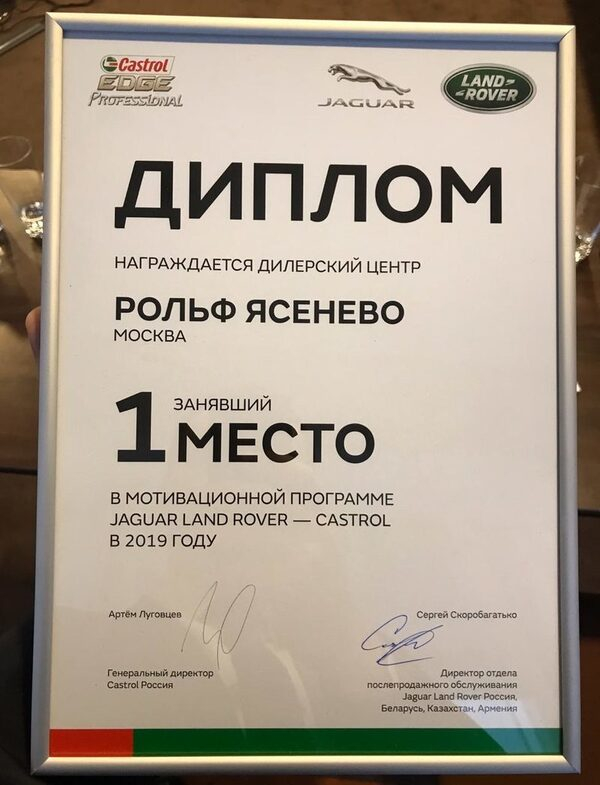 Castrol
EDGE
PROFESSIONAL
JAGUAR
LAND-
-ROVER
ДИПЛОМ
НАГРАЖДАЕТСЯ ДИЛЕРСКИЙ ЦЕНТР
РОЛЬФ ЯСЕНЕВО
МОСКВА
1 ЗАНЯВШИЙ
МЕСТО
В МОТИВАЦИОННОЙ ПРОГРАММЕ
JAGUAR LAND ROVER — CASTROL
В 2019 ГОДУ
Артём Луговцев
Генеральный директор
Castrol Россия
Сергей Скоробагатько
Директор отдела
послепродажного обслуживания
Jaguar Land Rover Россия,
Беларусь, Казахстан, Армения